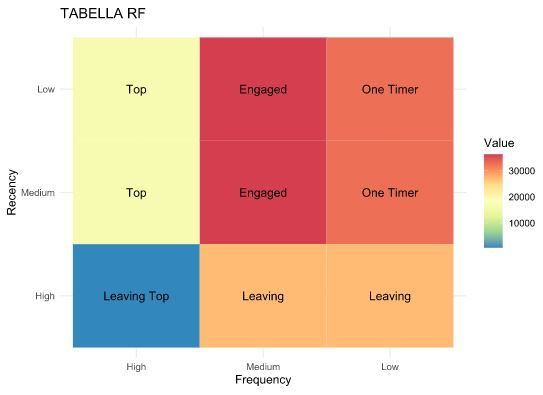 TABELLA RF
Low
Top
Engaged
One Timer
Value
30000
20000
10000
Recency
Medium
Top
Engaged
One Timer
High
Leaving Top
Leaving
Leaving
High
Medium
Low
Frequency